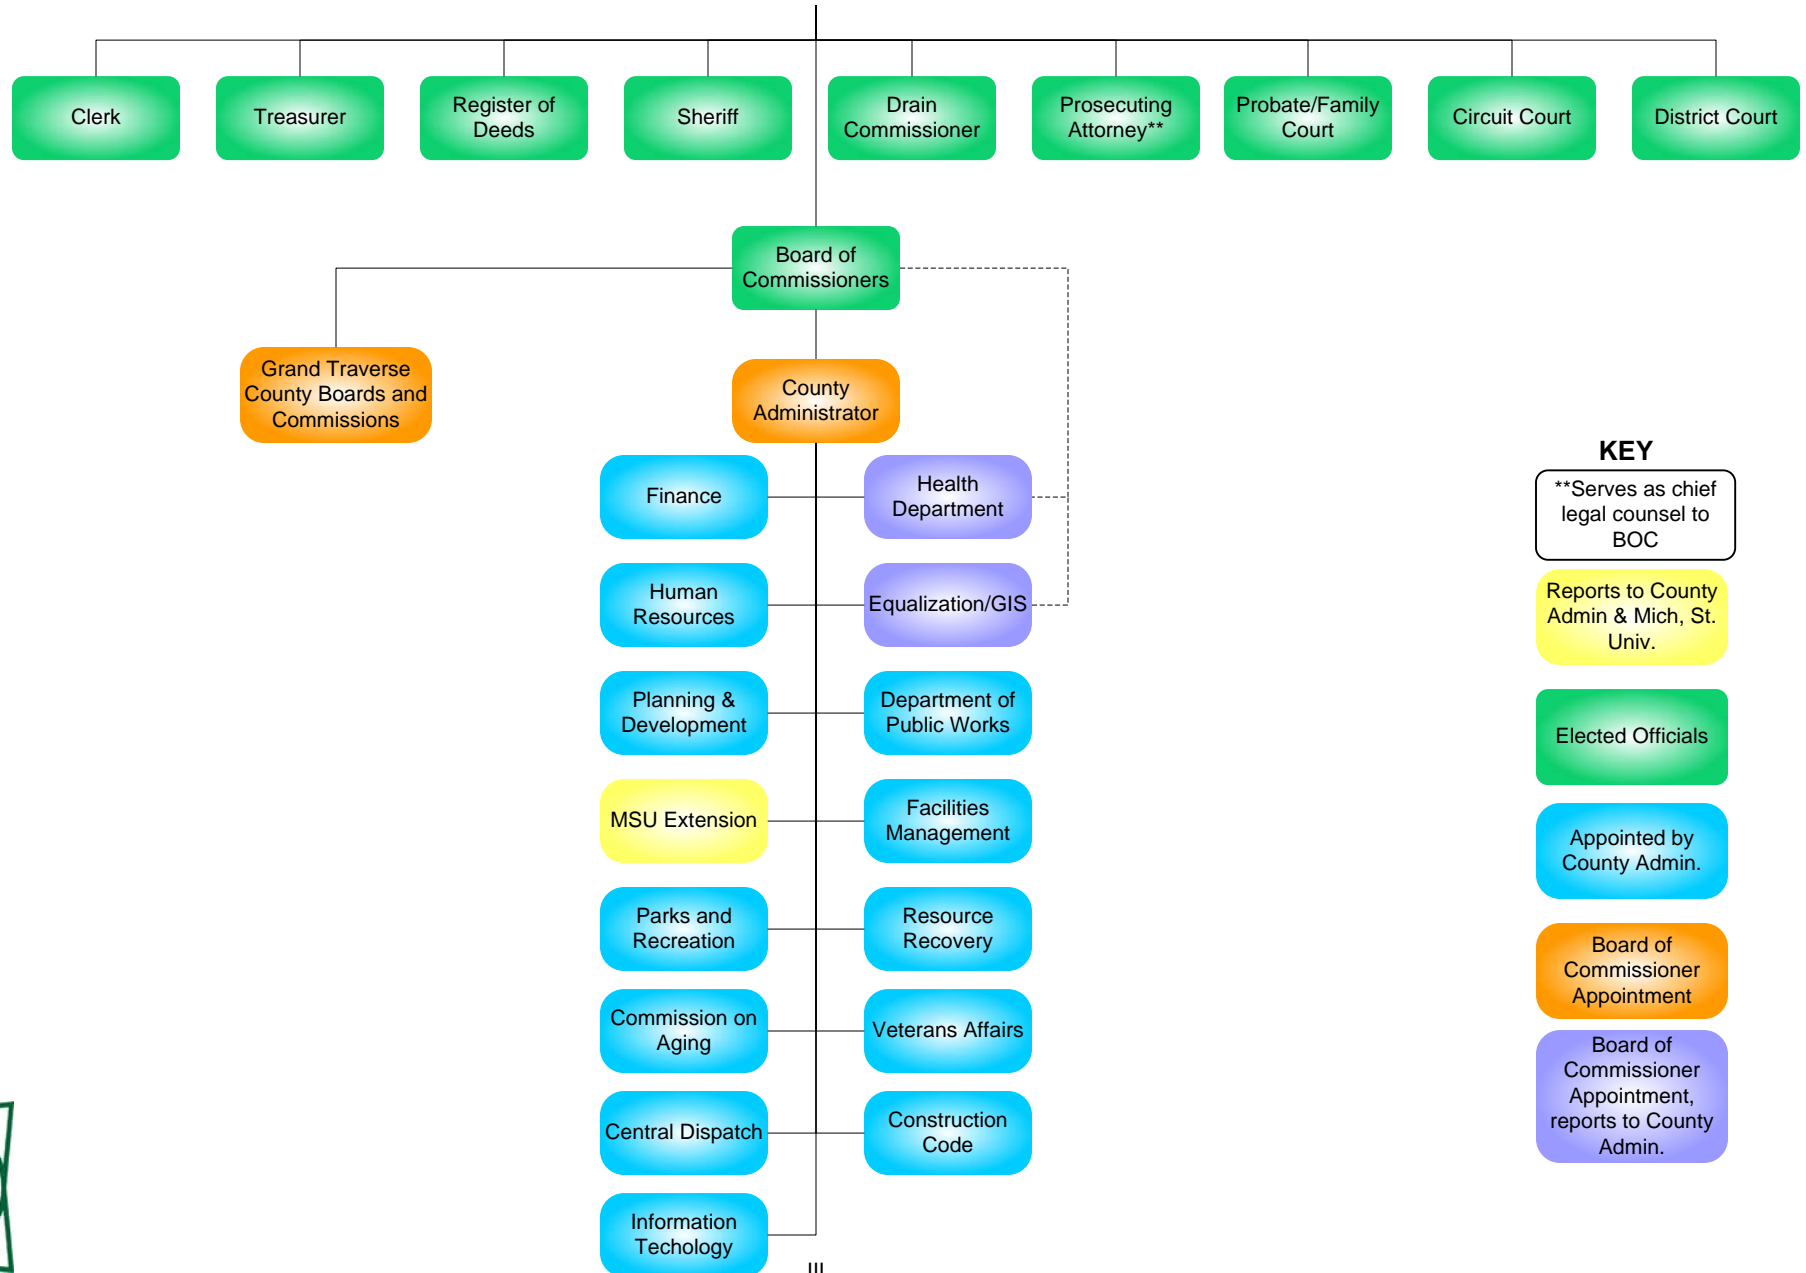 Clerk
Treasurer
Register of
Deeds
Sheriff
Drain
Commissioner
Prosecuting
Attorney**
Probate/Family
Court
Circuit Court
District Court
Board of
Commissioners
Grand Traverse
County Boards and
Commissions
County
Administrator
Finance
Health
Department
Human
Resources
Equalization/GIS
Planning &
Development
Department of
Public Works
MSU Extension
Facilities
Management
Parks and
Recreation
Resource
Recovery
Commission on
Aging
Veterans Affairs
Central Dispatch
Construction
Code
Information
Techology
KEY
**Serves as chief
legal counsel to
BOC
Reports to County
Admin & Mich, St.
Univ.
Elected Officials
Appointed by
County Admin.
Board of
Commissioner
Appointment
Board of
Commissioner
Appointment,
reports to County
Admin.
III